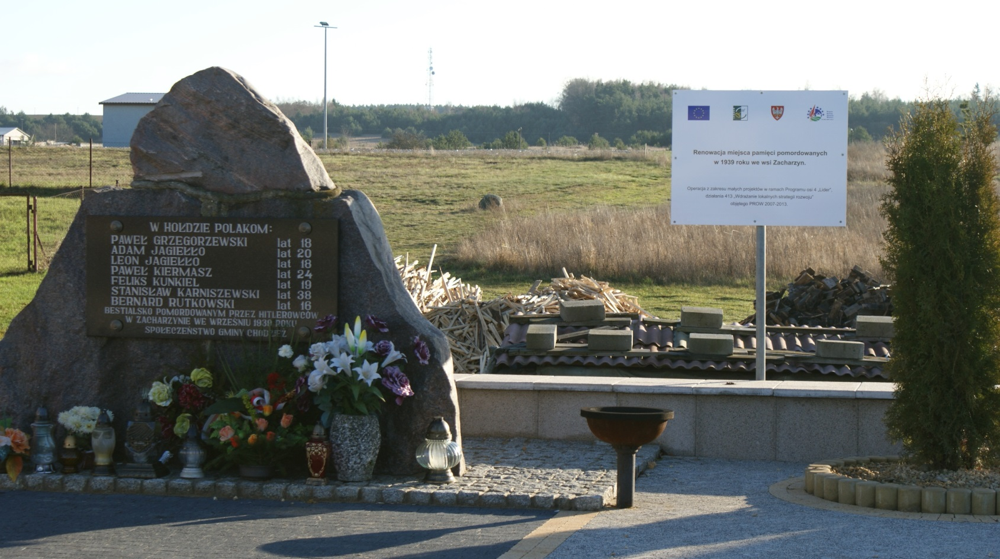 W HOŁDZIE POLAKOM:
PAWEŁ GRZEGORZEWSKI lat 18
ADAM JAGIEŁŁO lat 20
LEON JAGIEŁŁO lat 18
PAWEŁ KIERMASZ lat 24
FELIKS KUNKIEL lat 19
STANISŁAW KARNISZEWSKI lat 38
BERNARD RUTKOWSKI lat 16
BESTIALSKO POMORDOWANYM PRZEZ HITLEROWCÓW
W ZACHARZYNIE WE WRZEŚNIU 1939 ROKU
SPOŁECZEŃSTWO GMINY CHODZIEŻ
Renowacja miejsca pamięci pomordowanych
w 1939 roku we wsi Zacharzyn.
Operacja z zakresu małych projektów w ramach Programu osi 4 „Lider",
działania 413 „Wdrażanie lokalnych strategii rozwoju"
objętego PROW 2007-2013.